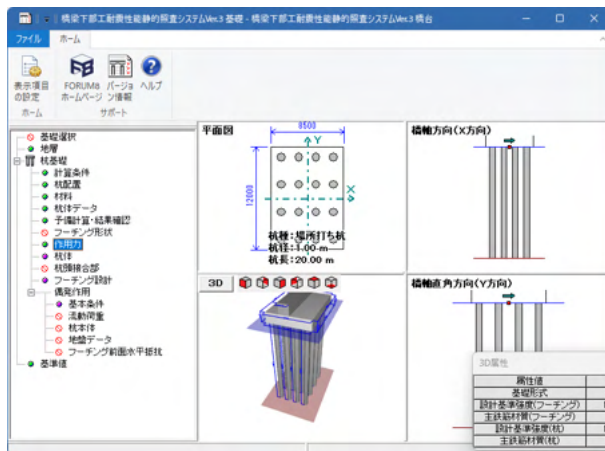 橋梁下部工耐震性能静的照査システムVer.3 基礎 - 橋梁下部工耐震性能静的照査システムVer.3 橋台
ファイル
ホーム
表示項目
の設定
FORUM8
ホームページ
バージョ
ン情報
ヘルプ
ホーム
サポート
基礎選択
地層
杭基礎
計算条件
杭配置
材料
杭体データ
予備計算・結果確認
フーチング形状
作用力
杭体
杭頭接合部
フーチング設計
偶発作用
基本条件
流動荷重
杭本体
地盤データ
フーチング前面水平抵抗
基準値
平面図
8500
Y
12000
X
杭種:場所打ち杭
杭径:1.00 m
杭長:20.00 m
橋軸方向(X方向)
3D
橋軸直角方向(Y方向)
3D属性
属性値
基礎形式
設計基準強度(フーチング)
主鉄筋材質(フーチング)
設計基準強度(杭)
主鉄筋材質(杭)